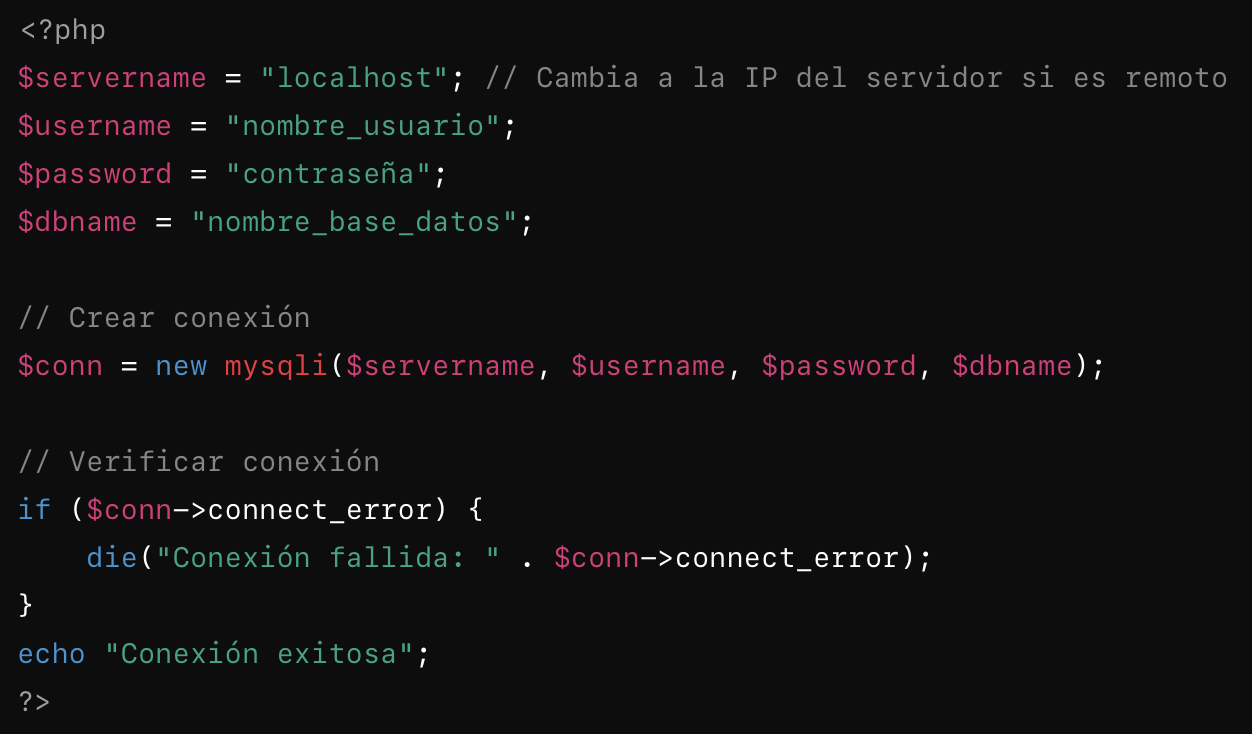 <?php
$servername = "localhost"; // Cambia a la IP del servidor si es remoto
$username = "nombre_usuario";
$password = "contraseña";
$dbname = "nombre_base_datos";
// Crear conexión
$conn = new mysqli($servername, $username, $password, $dbname);
// Verificar conexión
if ($conn->connect_error) {
    die("Conexión fallida: " . $conn->connect_error);
}
echo "Conexión exitosa";
?>